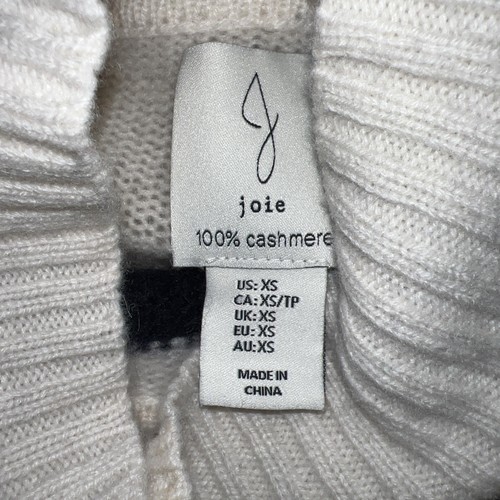 J
joie
100% cashmere
US: XS
CA: XS/TP
UK: XS
EU: XS
AU: XS
MADE IN
CHINA